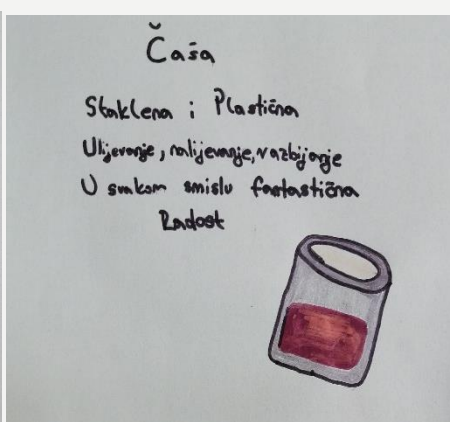 Čaša
Staklena i Plastična
Ulijevanje, nalijevanje, razbijanje
U svakom smislu fantastična
Radost